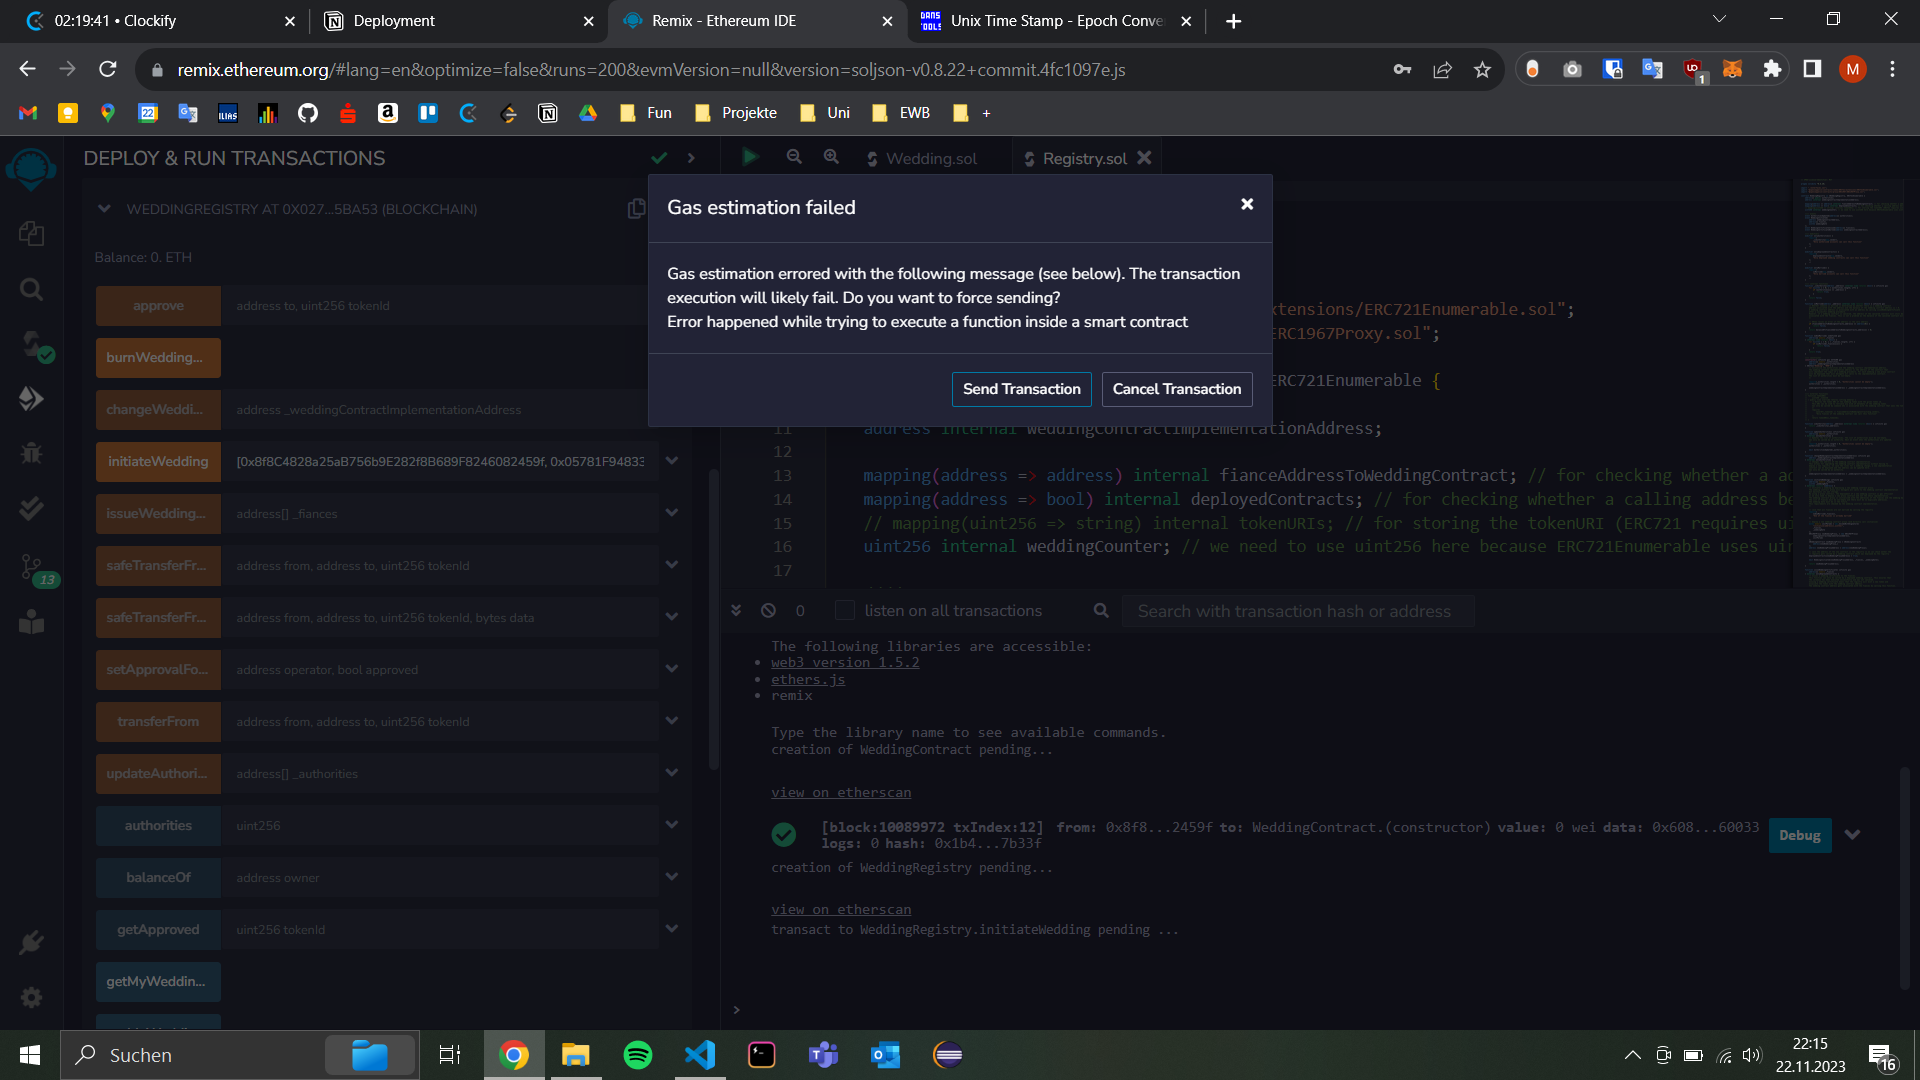 02:19:41 • Clockify
Deployment
Remix - Ethereum IDE
Unix Time Stamp - Epoch Conve
remix.ethereum.org/#lang=en&optimize=false&runs=200&evmVersion=null&version=soljson-v0.8.22+commit.4fc1097e.js
1
M
22
ILIAS
Fun
Projekte
Uni
EWB
+
DEPLOY & RUN TRANSACTIONS
Wedding.sol
Registry.sol
WEDDINGREGISTRY AT 0X027...5BA53 (BLOCKCHAIN)
Balance: 0. ETH
approve address to, uint256 tokenId
burnWedding...
changeWeddi... address _weddingContractImplementationAddress
initiateWedding [0x8f8C4828a25aB756b9E282f8B689F8246082459f, 0x05781F94833
issueWedding... address[] _fiances
safeTransferFr... address from, address to, uint256 tokenId
safeTransferFr... address from, address to, uint256 tokenId, bytes data
setApprovalFo... address operator, bool approved
transferFrom address from, address to, uint256 tokenId
updateAuthori... address[] _authorities
authorities uint256
balanceOf address owner
getApproved uint256 tokenId
getMyWeddin...
13
Gas estimation failed
Gas estimation errored with the following message (see below). The transaction
execution will likely fail. Do you want to force sending?
Error happened while trying to execute a function inside a smart contract
Send Transaction
Cancel Transaction
xtensions/ERC721Enumerable.sol";
ERC1967Proxy.sol";
ERC721Enumerable {
11 address internal weddingContractImplementationAddress;
12
13 mapping(address => address) internal fianceAddressToWeddingContract; // for checking whether a ad
14 mapping(address => bool) internal deployedContracts; // for checking whether a calling address be
15 // mapping(uint256 => string) internal tokenURIs; // for storing the tokenURI (ERC721 requires ui
16 uint256 internal weddingCounter; // we need to use uint256 here because ERC721Enumerable uses uin
17
0
listen on all transactions
Search with transaction hash or address
The following libraries are accessible:
• web3 version 1.5.2
• ethers.js
• remix
Type the library name to see available commands.
creation of WeddingContract pending...
view on etherscan
[block:10089972 txIndex:12] from: 0x8f8...2459f to: WeddingContract.(constructor) value: 0 wei data: 0x608...60033
logs: 0 hash: 0x1b4...7b33f
Debug
creation of WeddingRegistry pending...
view on etherscan
transact to WeddingRegistry.initiateWedding pending ...
>
Suchen
22:15
22.11.2023
16